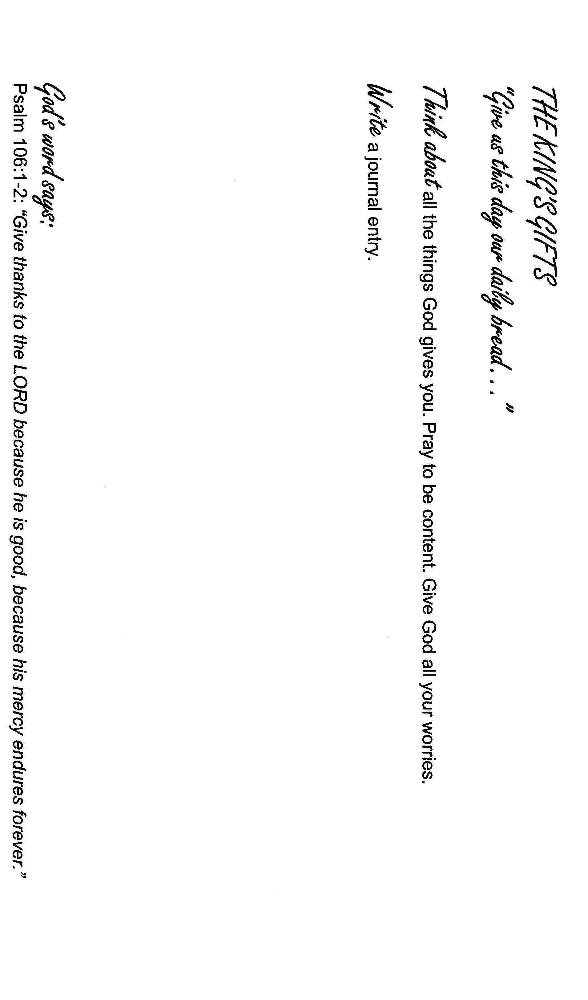 THE KING'S GIFTS
“Give us this day our daily bread . . . ”
Think about all the things God gives you. Pray to be content. Give God all your worries.
Write a journal entry.
God's word says:
Psalm 106:1-2: “Give thanks to the LORD because he is good, because his mercy endures forever.”